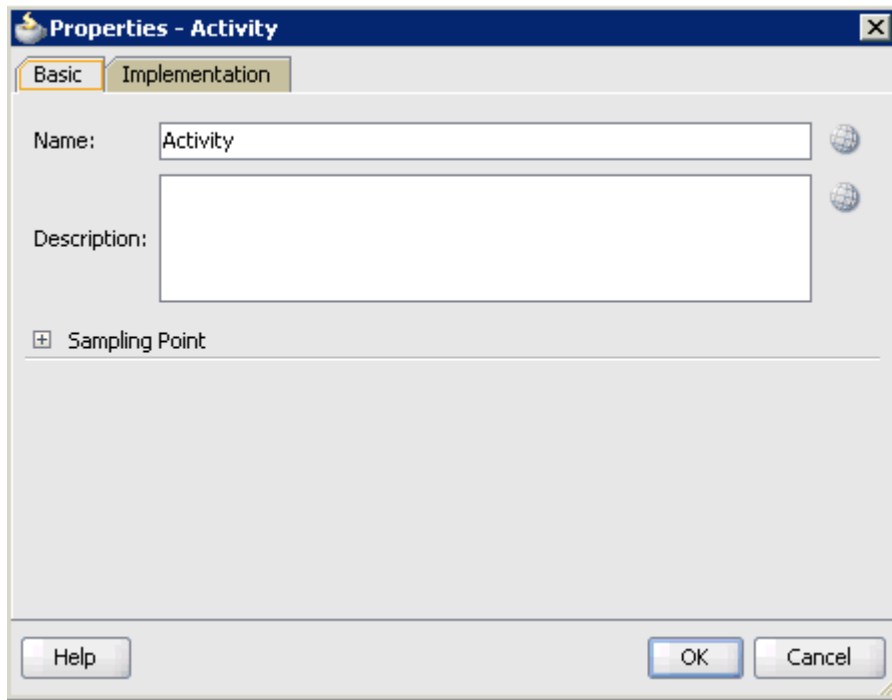 Properties - Activity
Basic Implementation
Name: Activity
Description:
Sampling Point
Help OK Cancel